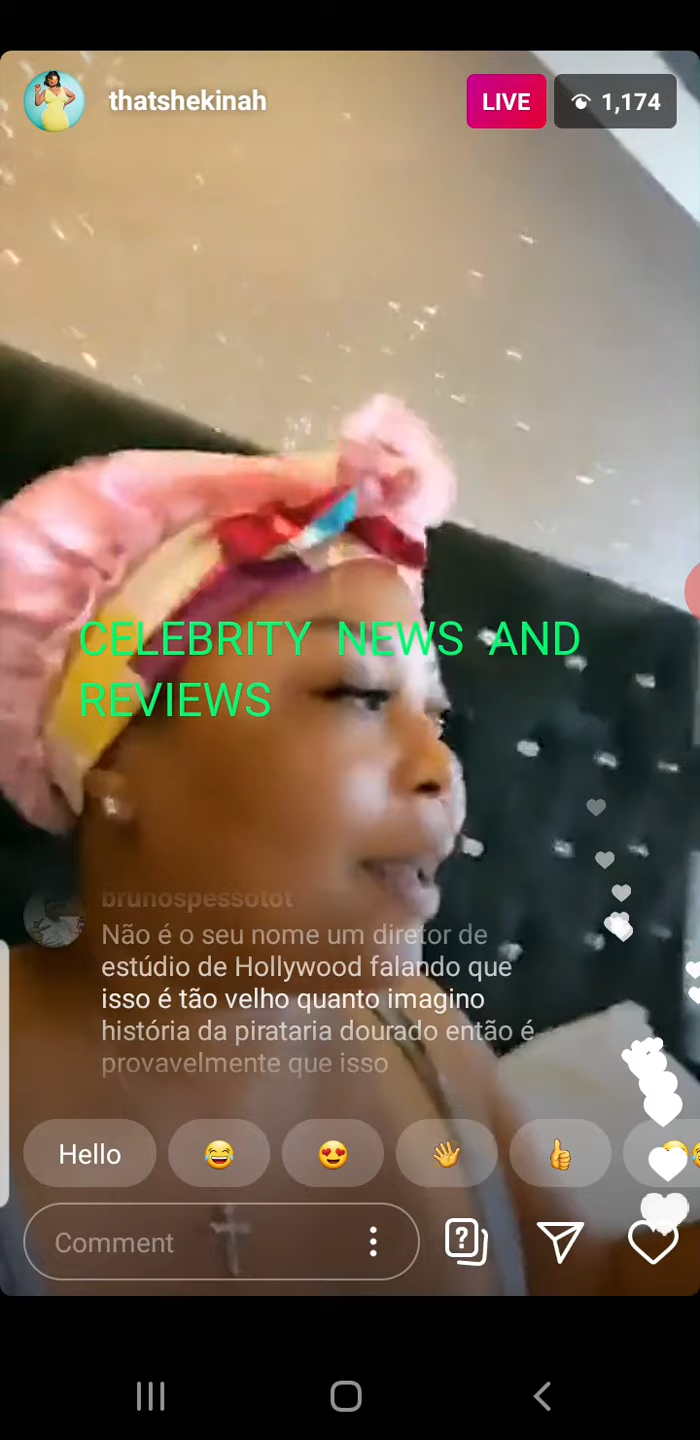 thatshekinah
LIVE
1,174
CELEBRITY NEWS AND
REVIEWS
brunospessotot
Não é o seu nome um diretor de
estúdio de Hollywood falando que
isso é tão velho quanto imagino
história da pirataria dourado então é
provavelmente que isso
Hello
Comment